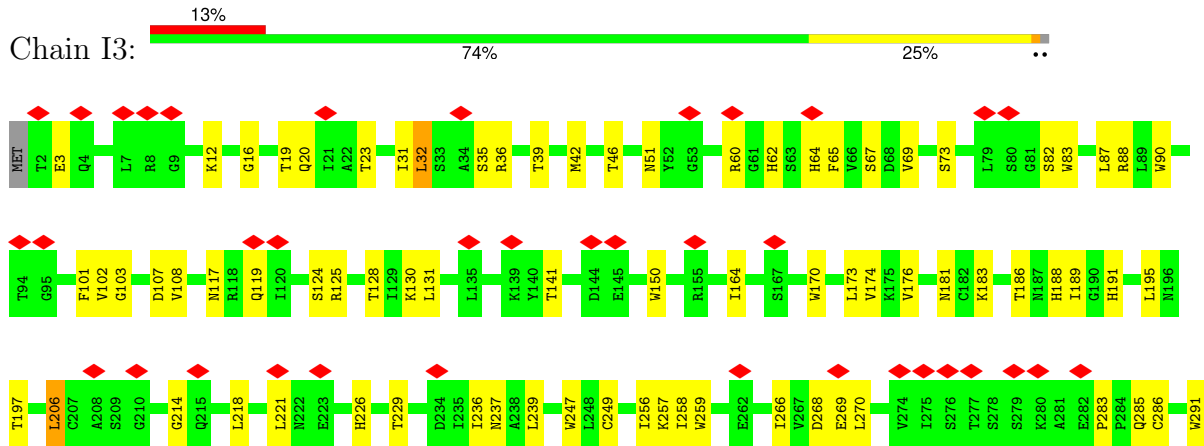 13%
Chain I3:
74% 25% ••
MET T2 E3 Q4 L7 R8 G9 K12 G16 T19 Q20 I21 A22 T23 I31 L32 S33 A34 S35 R36 T39 M42 T46 N51 Y52 G53 R60 G61 H62 S63 H64 F65 V66 S67 D68 V69 S73 L79 S80 G81 S82 W83 L87 R88 L89 W90
T94 G95 F101 V102 G103 D107 V108 N117 R118 Q119 I120 S124 R125 T128 I129 K130 L131 L135 K139 Y140 T141 D144 E145 W150 R155 I164 S167 W170 L173 V174 K175 V176 N181 C182 K183 T186 N187 H188 I189 G190 H191 L195 N196
T197 L206 C207 A208 S209 G210 G214 Q215 L218 L221 N222 E223 H226 T229 D234 I235 I236 N237 A238 L239 W247 L248 C249 I256 K257 I258 W259 E262 I266 V267 D268 E269 L270 V274 I275 S276 T277 S278 S279 K280 A281 E282 P283 P284 Q285 C286 W291